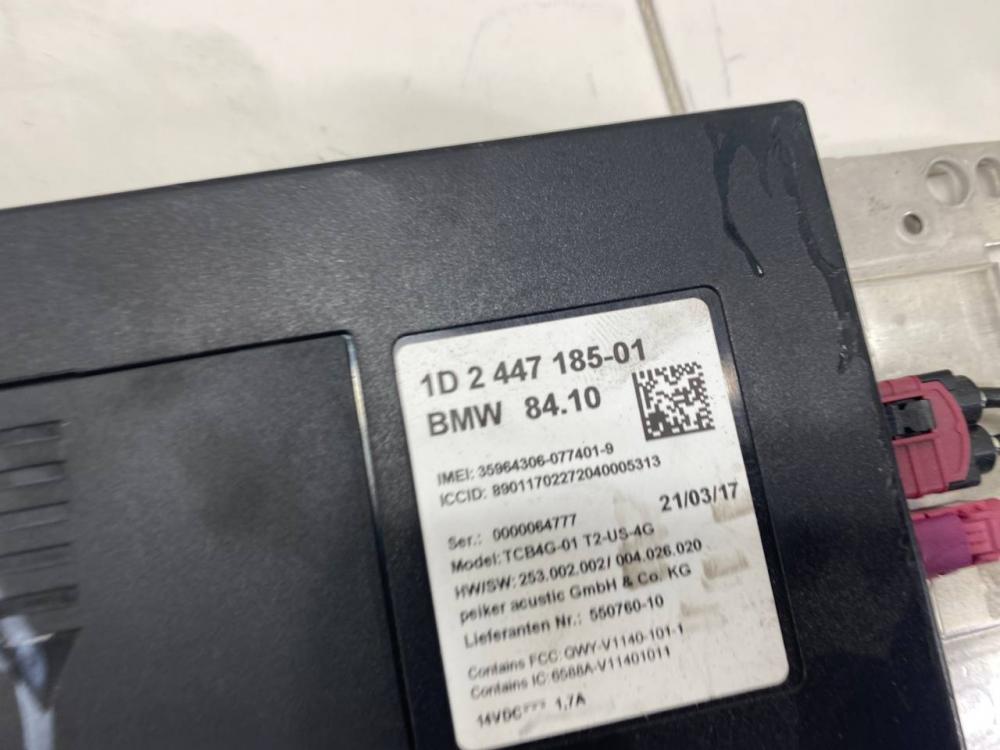 1D 2 447 185-01
BMW 84.10
IMEI: 35964306-077401-9
ICCID: 89011702272040005313
21/03/17
Ser.: 0000064777
Model: TCB4G-01 T2-US-4G
HW/SW: 253.002.002/ 004.026.020
peiker acustic GmbH & Co. KG
Lieferanten Nr.: 550760-10
Contains FCC: QWY-V1140-101-1
Contains IC: 6588A-V11401011
14VDC 1,7A